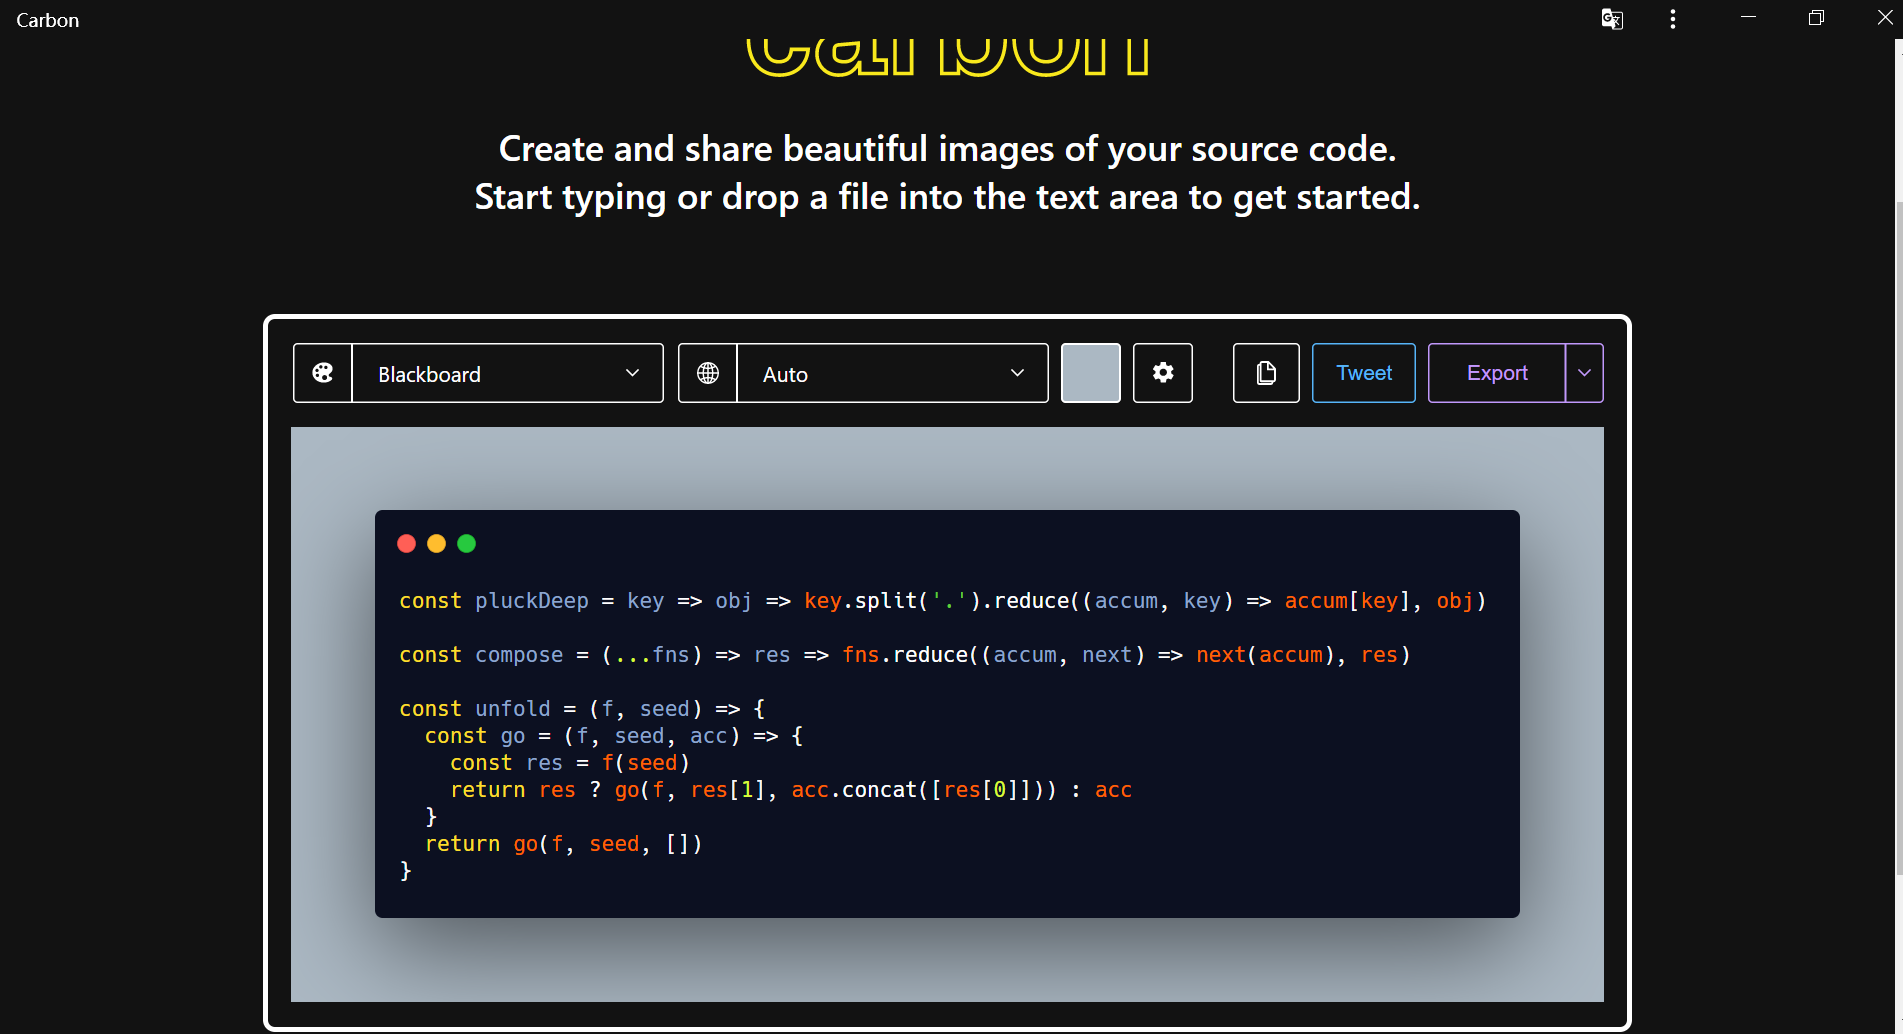 Carbon
carbon
Create and share beautiful images of your source code.
Start typing or drop a file into the text area to get started.
Blackboard
Auto
Tweet
Export
const pluckDeep = key => obj => key.split('.').reduce((accum, key) => accum[key], obj)
const compose = (...fns) => res => fns.reduce((accum, next) => next(accum), res)
const unfold = (f, seed) => {
  const go = (f, seed, acc) => {
    const res = f(seed)
    return res ? go(f, res[1], acc.concat([res[0]])) : acc
  }
  return go(f, seed, [])
}